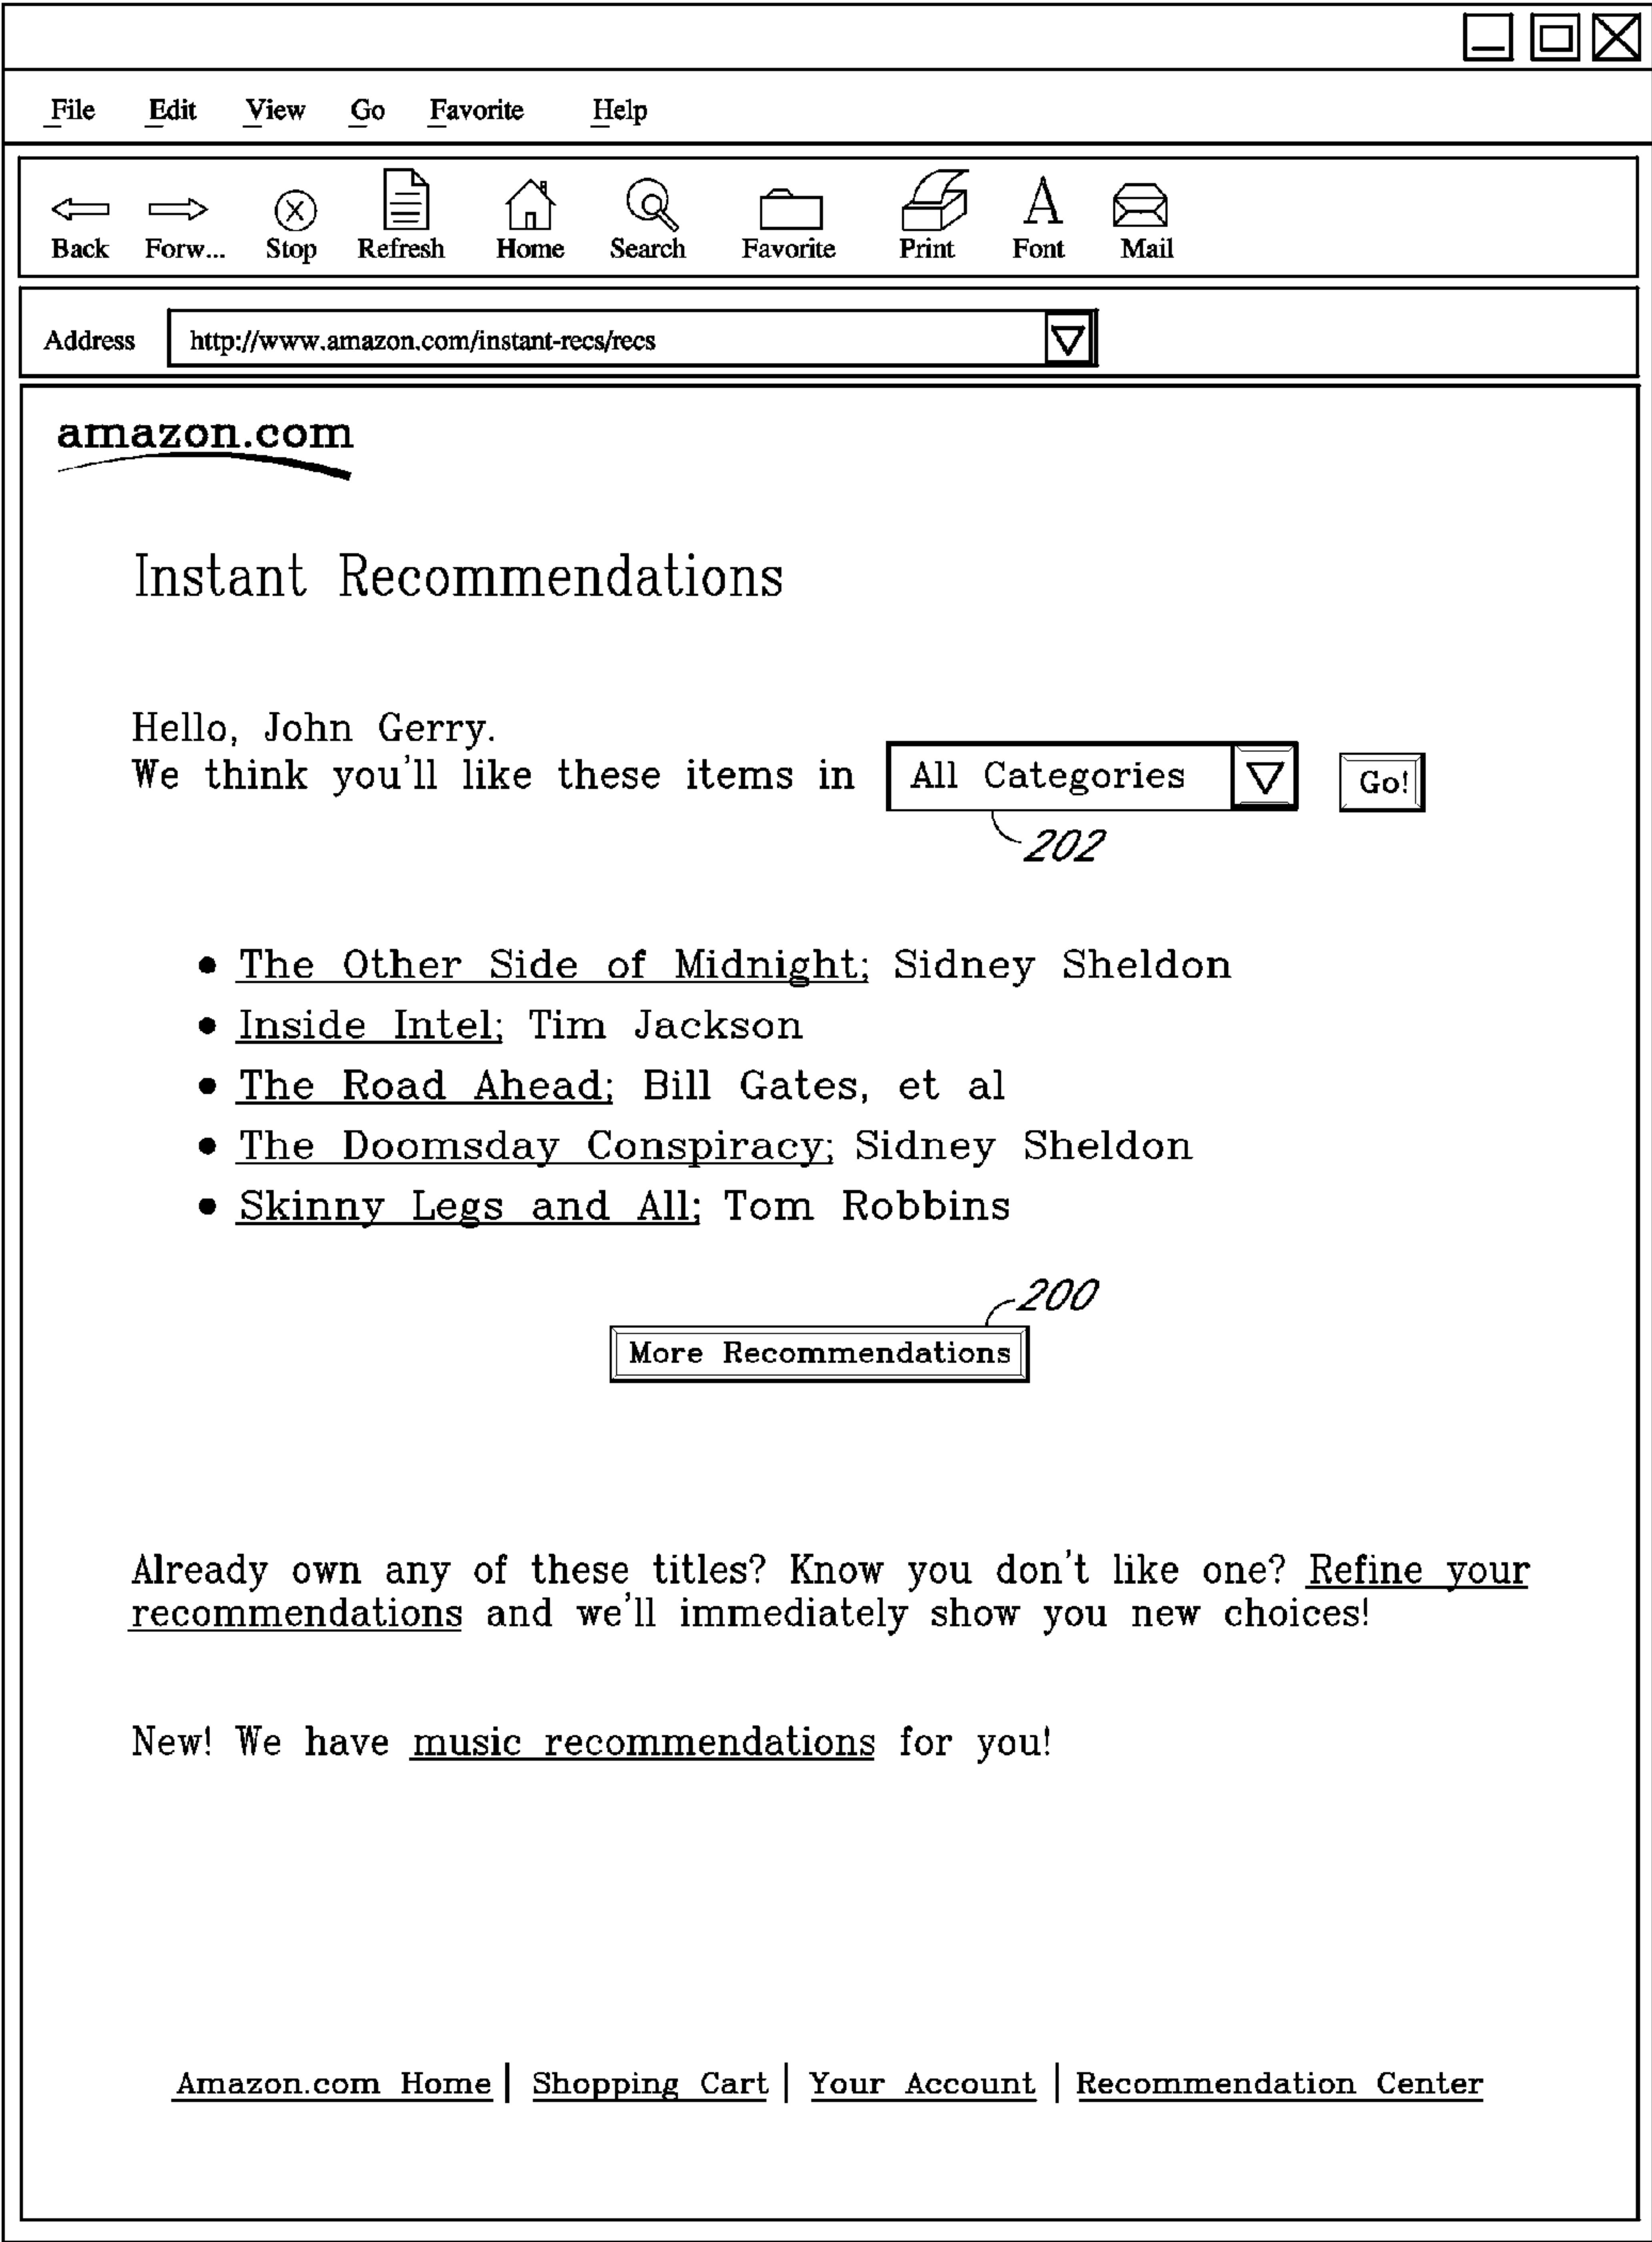 File Edit View Go Favorite Help
Back Forw... Stop Refresh Home Search Favorite Print A Font Mail
Address http://www.amazon.com/instant-recs/recs
amazon.com
Instant Recommendations
Hello, John Gerry.
We think you'll like these items in All Categories Go!
202
• The Other Side of Midnight; Sidney Sheldon
• Inside Intel; Tim Jackson
• The Road Ahead; Bill Gates, et al
• The Doomsday Conspiracy; Sidney Sheldon
• Skinny Legs and All; Tom Robbins
200
More Recommendations
Already own any of these titles? Know you don't like one? Refine your
recommendations and we'll immediately show you new choices!
New! We have music recommendations for you!
Amazon.com Home | Shopping Cart | Your Account | Recommendation Center